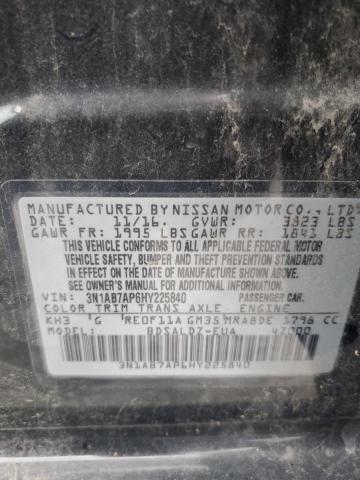 MANUFACTURED BY NISSAN MOTOR CO., LTD.
DATE: 11/16 GVWR: 3823 LBS
GAWR FR: 1995 LBS GAWR RR: 1841 LBS
THIS VEHICLE CONFORMS TO ALL APPLICABLE FEDERAL MOTOR
VEHICLE SAFETY, BUMPER AND THEFT PREVENTION STANDARDS
IN EFFECT ON THE DATE OF MANUFACTURE SHOWN ABOVE.
SEE OWNER'S MANUAL FOR ADDITIONAL INFORMATION.
VIN: 3N1AB7AP6HY225840 PASSENGER CAR.
COLOR TRIM TRANS AXLE ENGINE
KH3 G RE0F11A GM35 MRA8DE 1798 CC
MODEL: BDSALDZ-EUA 47000
3N1AB7AP6HY225840